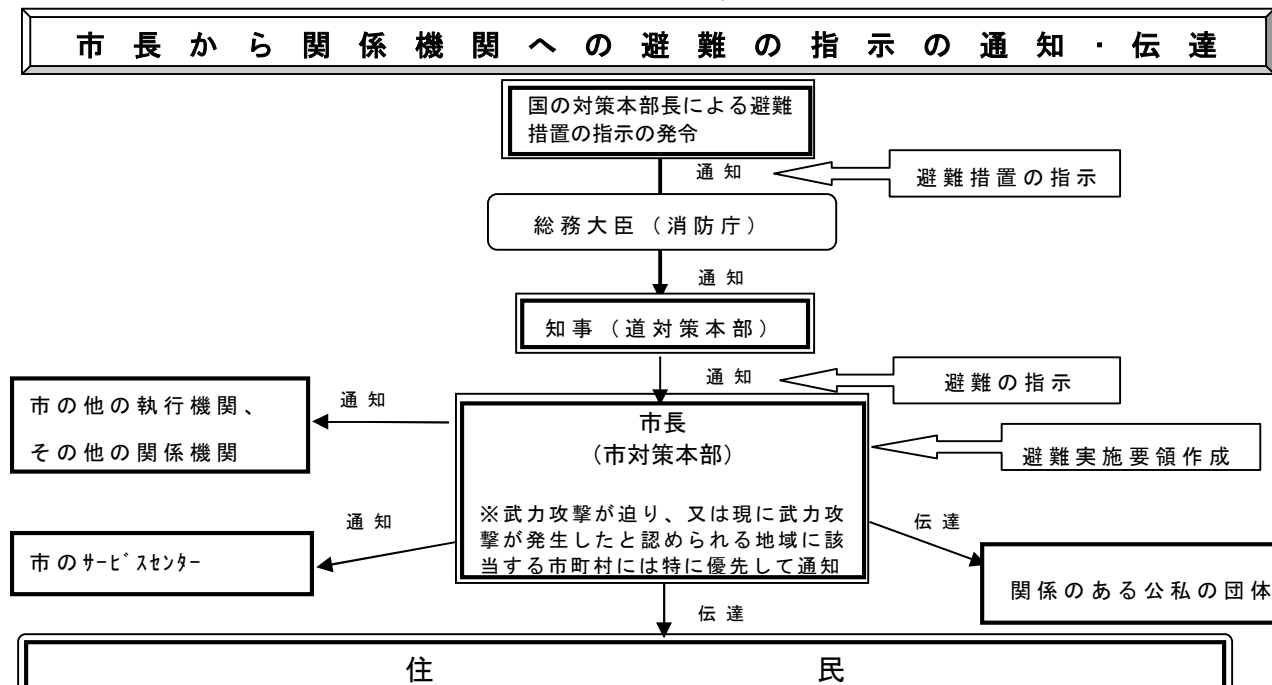 市長から関係機関への避難の指示の通知・伝達
国の対策本部長による避難
措置の指示の発令
通知
避難措置の指示
総務大臣（消防庁）
通知
知事（道対策本部）
通知
避難の指示
市の他の執行機関、
その他の関係機関
通知
市長
（市対策本部）
避難実施要領作成
※武力攻撃が迫り、又は現に武力攻
撃が発生したと認められる地域に該
当する市町村には特に優先して通知
通知
市のｻｰﾋﾞｽｾﾝﾀｰ
伝達
関係のある公私の団体
伝達
住民